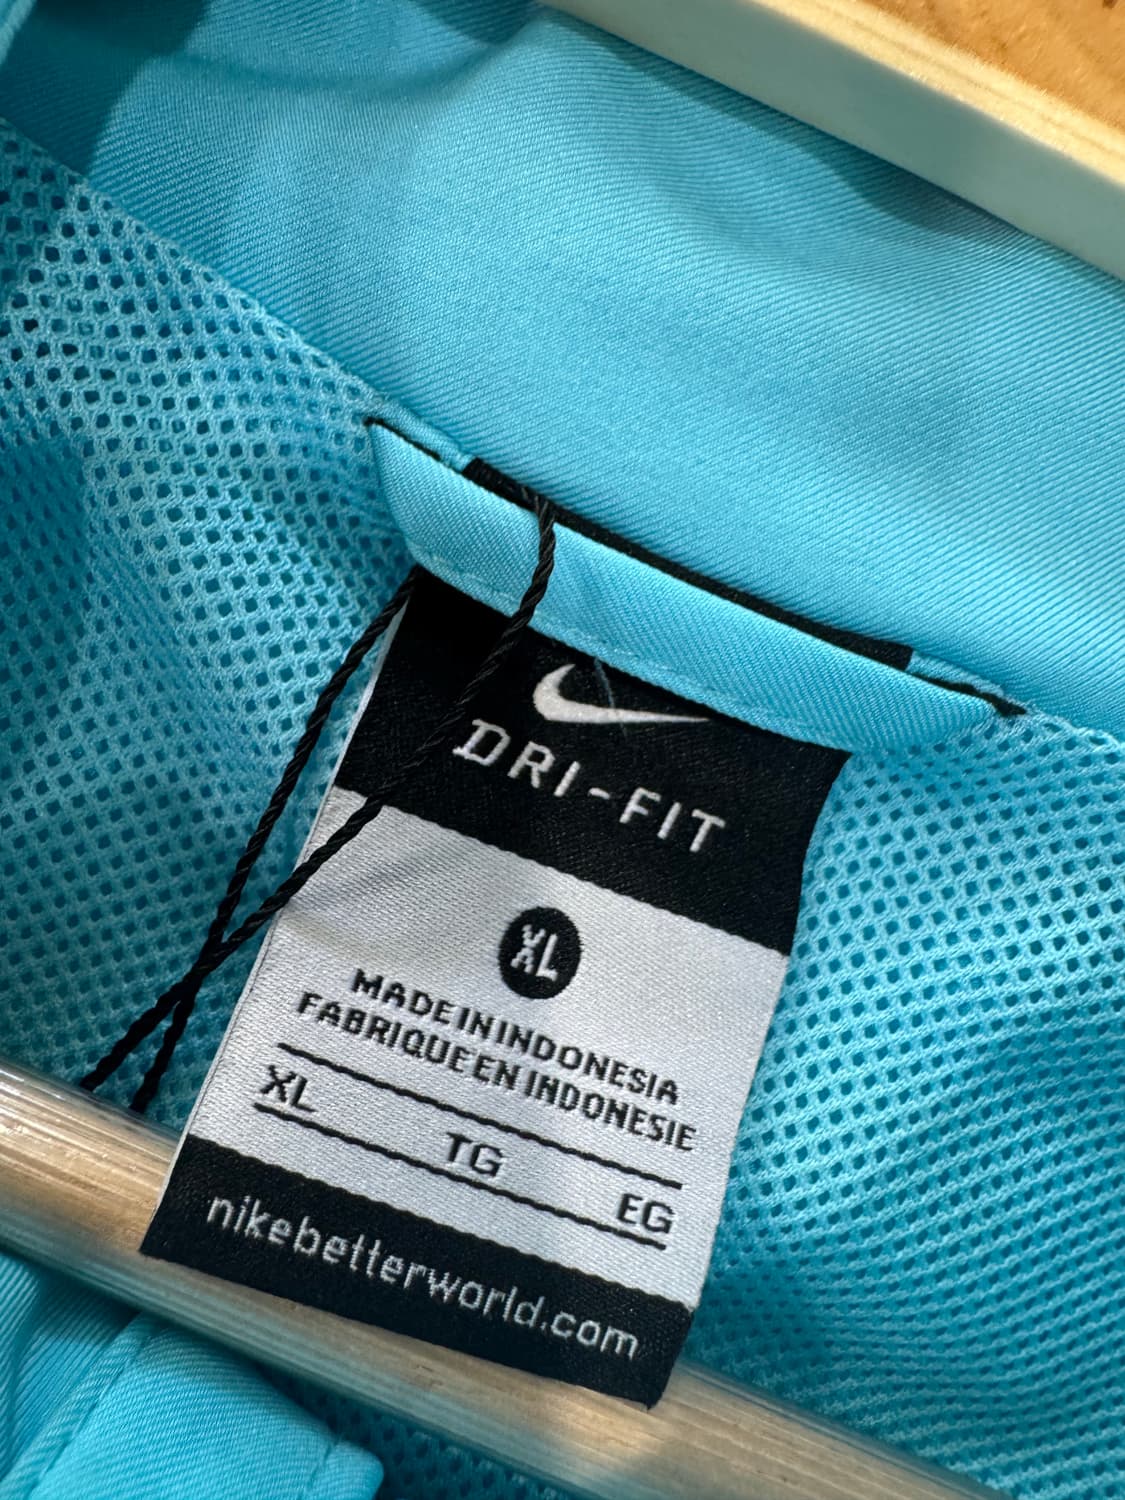 DRI-FIT
XL
MADE IN INDONESIA
FABRIQUE EN INDONESIE
XL TG EG
nikebetterworld.com